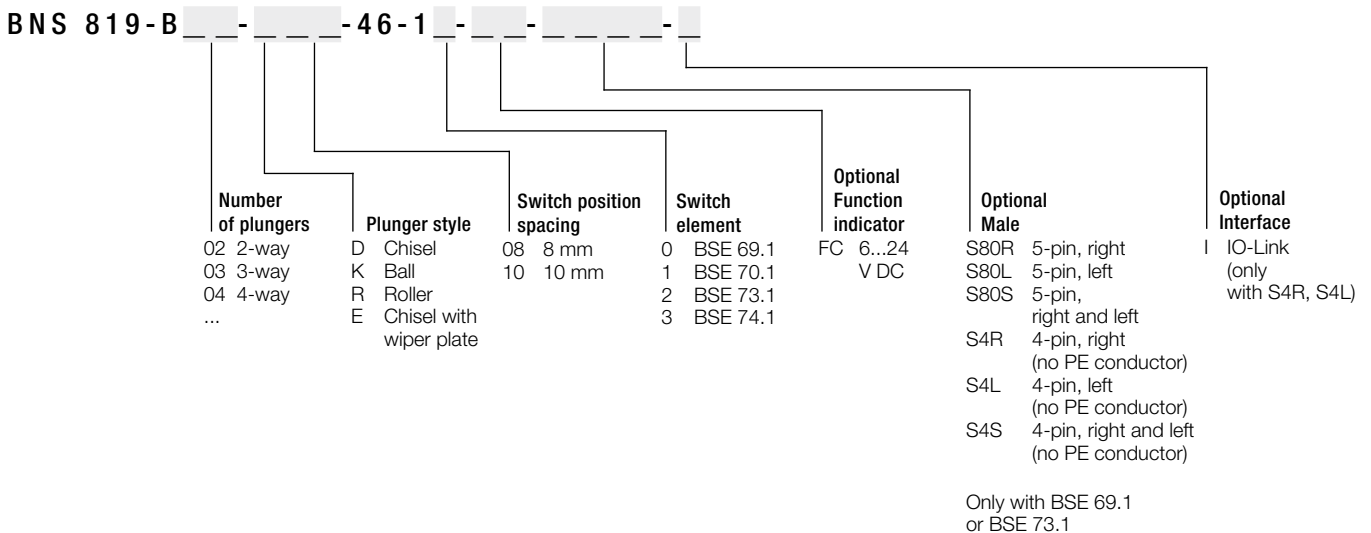 BNS 819-B_ _-_ _ _-46-1_-_ _-_ _ _ _-_
Number
of plungers
02 2-way
03 3-way
04 4-way
...
Plunger style
D Chisel
K Ball
R Roller
E Chisel with
wiper plate
Switch position
spacing
08 8 mm
10 10 mm
Switch
element
0 BSE 69.1
1 BSE 70.1
2 BSE 73.1
3 BSE 74.1
Optional
Function
indicator
FC 6...24
V DC
Optional
Male
S80R 5-pin, right
S80L 5-pin, left
S80S 5-pin,
right and left
S4R 4-pin, right
(no PE conductor)
S4L 4-pin, left
(no PE conductor)
S4S 4-pin, right and left
(no PE conductor)
Only with BSE 69.1
or BSE 73.1
Optional
Interface
I IO-Link
(only
with S4R, S4L)